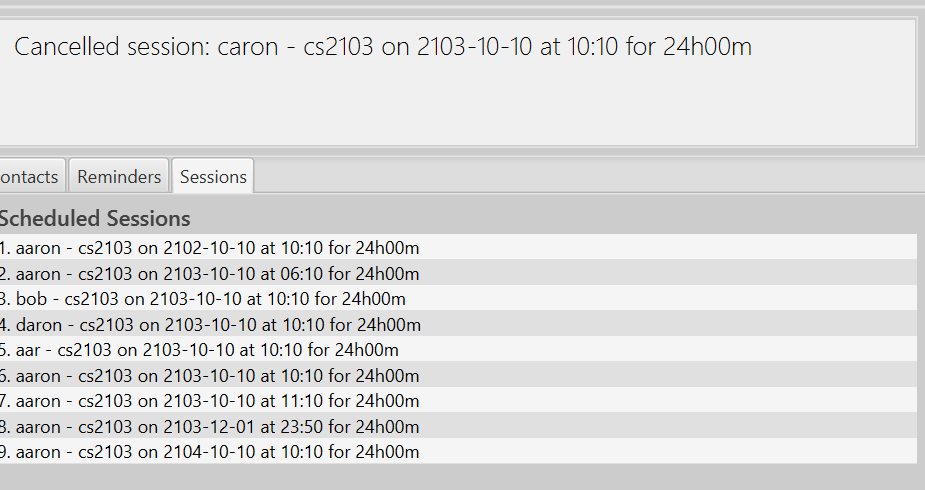 Cancelled session: caron - cs2103 on 2103-10-10 at 10:10 for 24h00m
ontacts Reminders Sessions
Scheduled Sessions
1. aaron - cs2103 on 2102-10-10 at 10:10 for 24h00m
2. aaron - cs2103 on 2103-10-10 at 06:10 for 24h00m
3. bob - cs2103 on 2103-10-10 at 10:10 for 24h00m
4. daron - cs2103 on 2103-10-10 at 10:10 for 24h00m
5. aar - cs2103 on 2103-10-10 at 10:10 for 24h00m
6. aaron - cs2103 on 2103-10-10 at 10:10 for 24h00m
7. aaron - cs2103 on 2103-10-10 at 11:10 for 24h00m
8. aaron - cs2103 on 2103-12-01 at 23:50 for 24h00m
9. aaron - cs2103 on 2104-10-10 at 10:10 for 24h00m